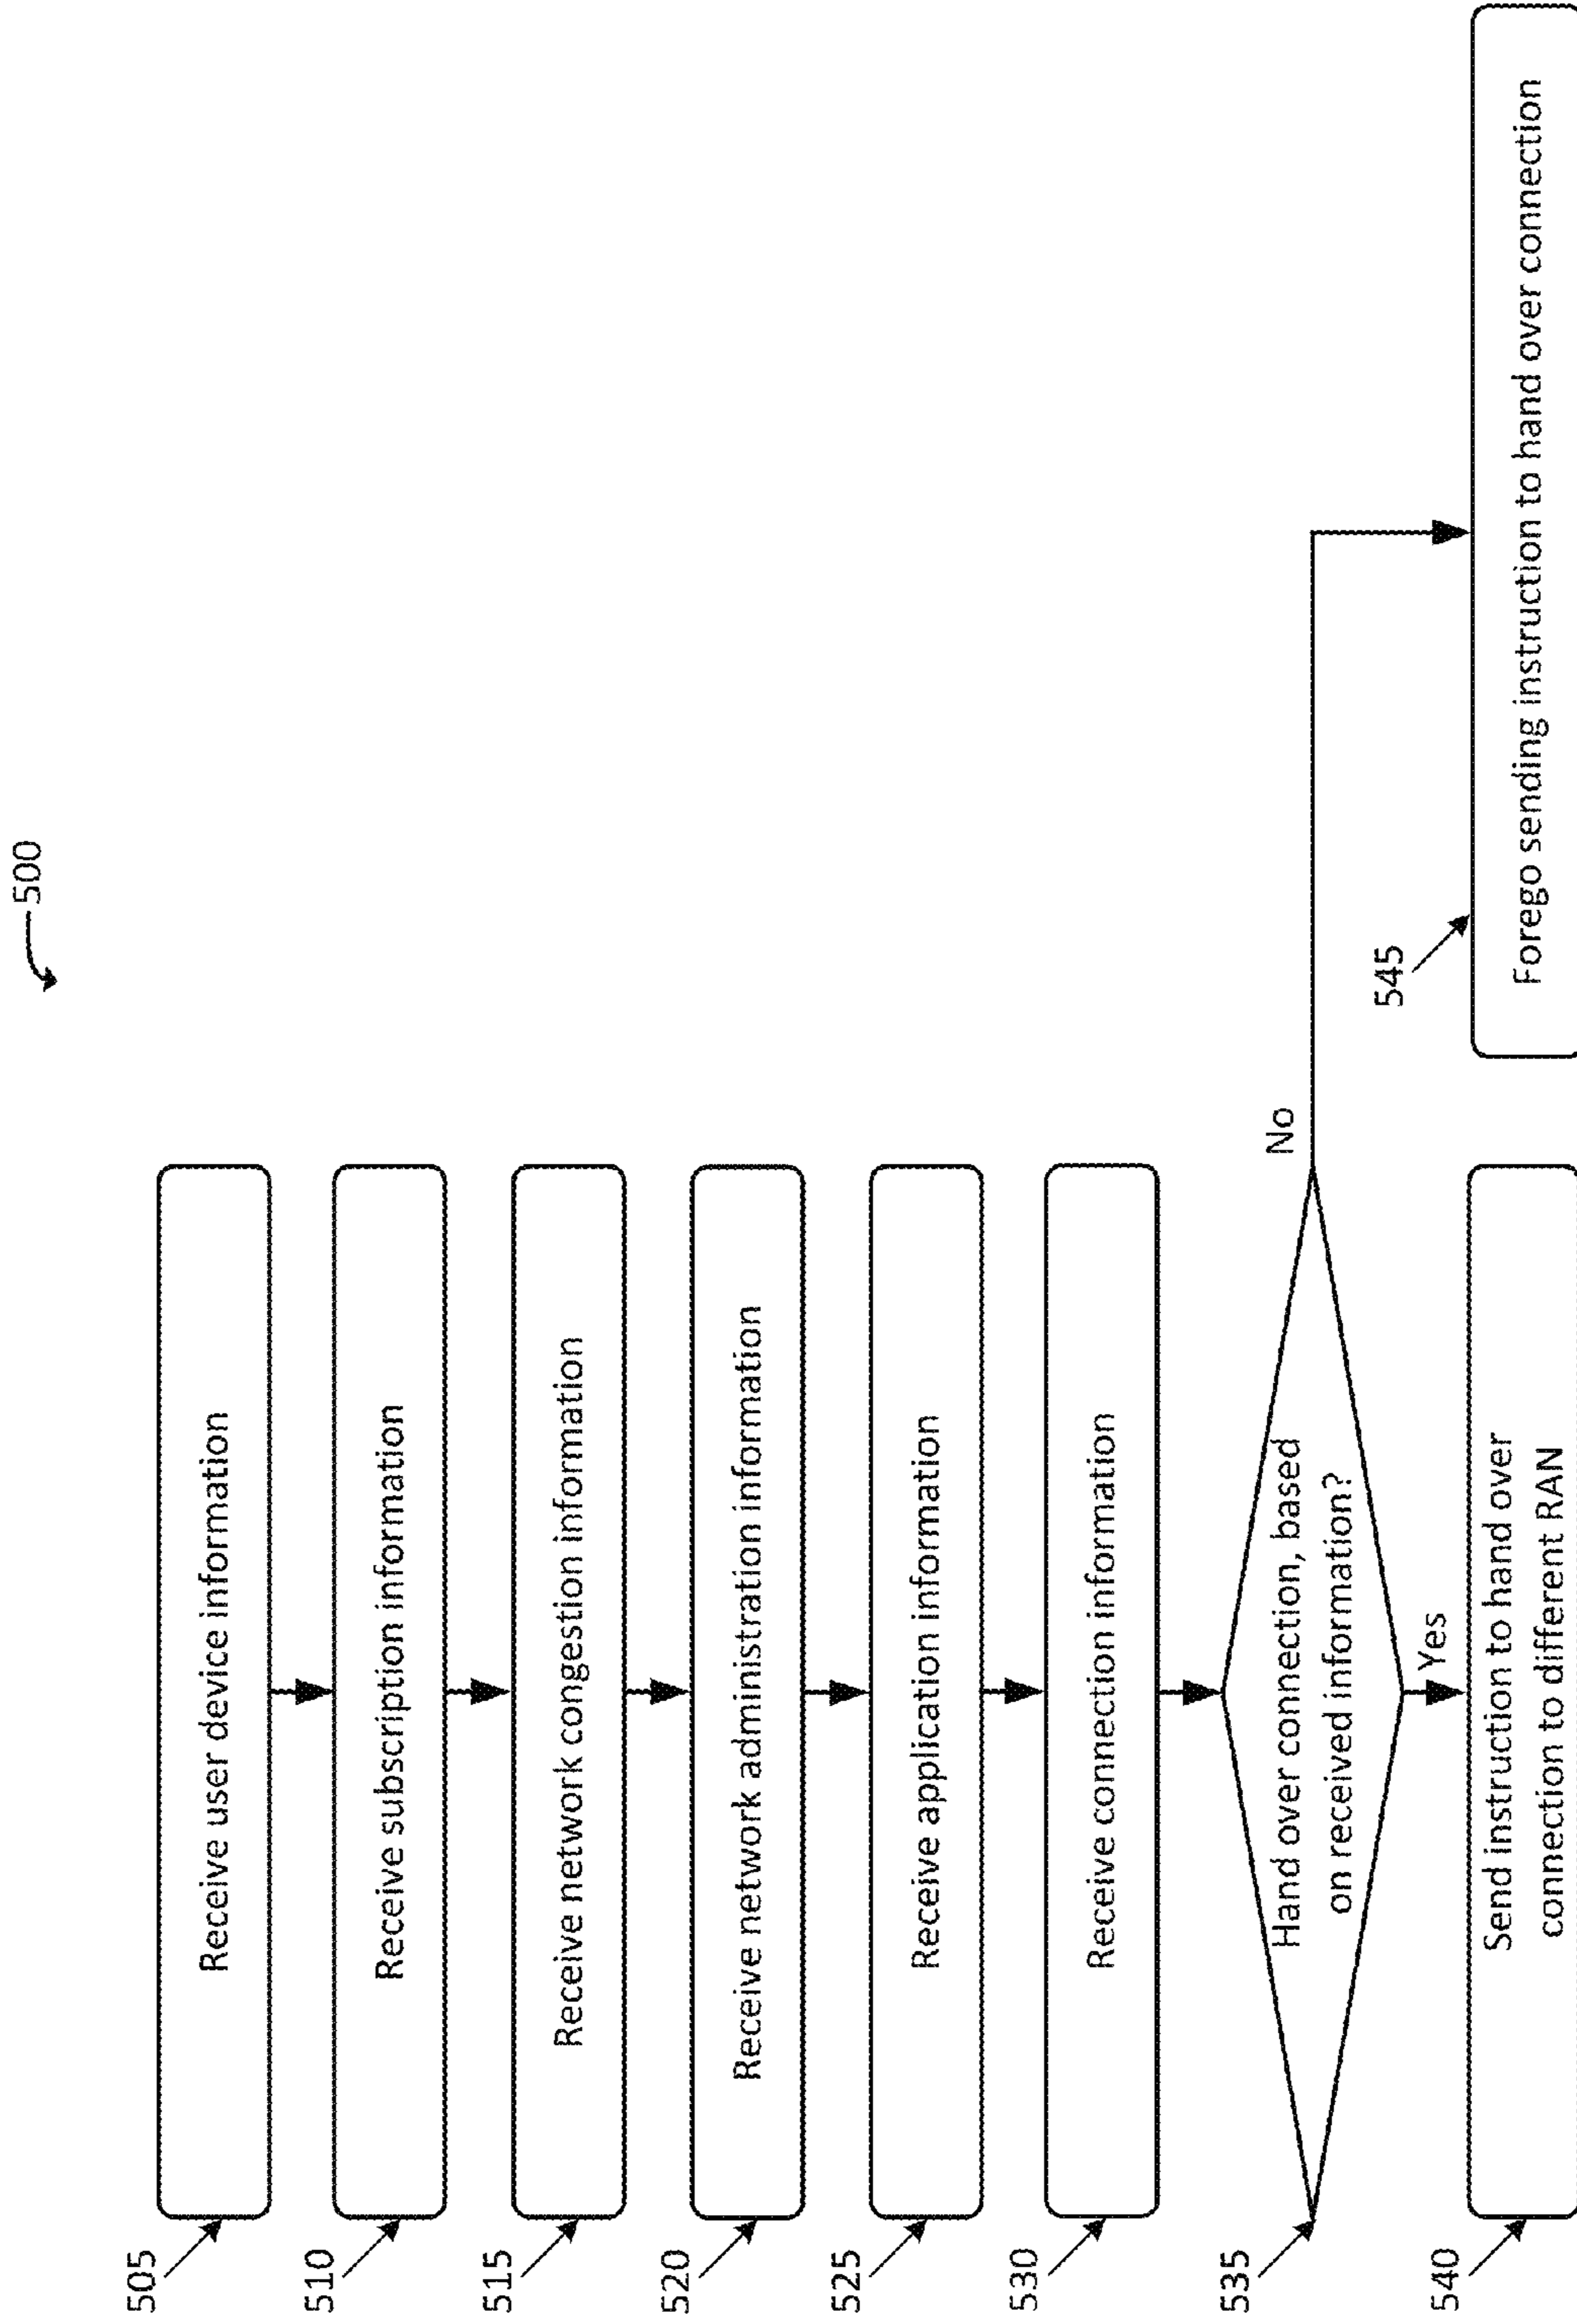 500
505
Receive user device information
510
Receive subscription information
515
Receive network congestion information
520
Receive network administration information
525
Receive application information
530
Receive connection information
535
Hand over connection, based
on received information?
No
Yes
540
Send instruction to hand over
connection to different RAN
545
Forego sending instruction to hand over connection